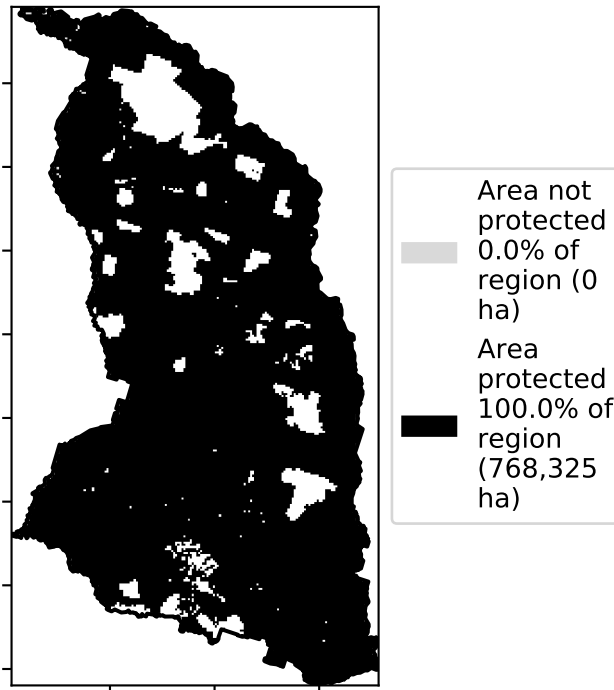 Area not
protected
0.0% of
region (0
ha)
Area
protected
100.0% of
region
(768,325
ha)